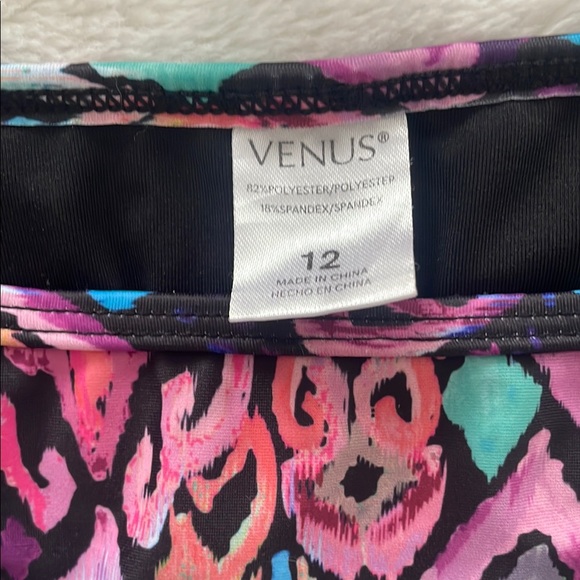 VENUS®
82%POLYESTER/POLYESTER
18%SPANDEX/SPANDEX
12
MADE IN CHINA
HECHO EN CHINA